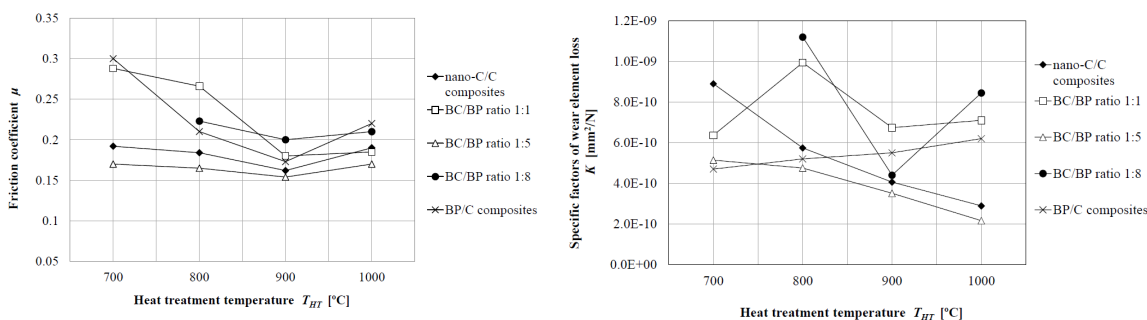 0.35
0.3
0.25
0.2
0.15
0.1
0.05
700
800
900
1000
Friction coefficient μ
Heat treatment temperature T_HT [ºC]
nano-C/C
composites
BC/BP ratio 1:1
BC/BP ratio 1:5
BC/BP ratio 1:8
BP/C composites
1.2E-09
1.0E-09
8.0E-10
6.0E-10
4.0E-10
2.0E-10
0.0E+00
700
800
900
1000
Specific factors of wear element loss
K [mm²/N]
Heat treatment temperature T_HT [ºC]
nano-C/C
composites
BC/BP ratio 1:1
BC/BP ratio 1:5
BC/BP ratio 1:8
BP/C composites